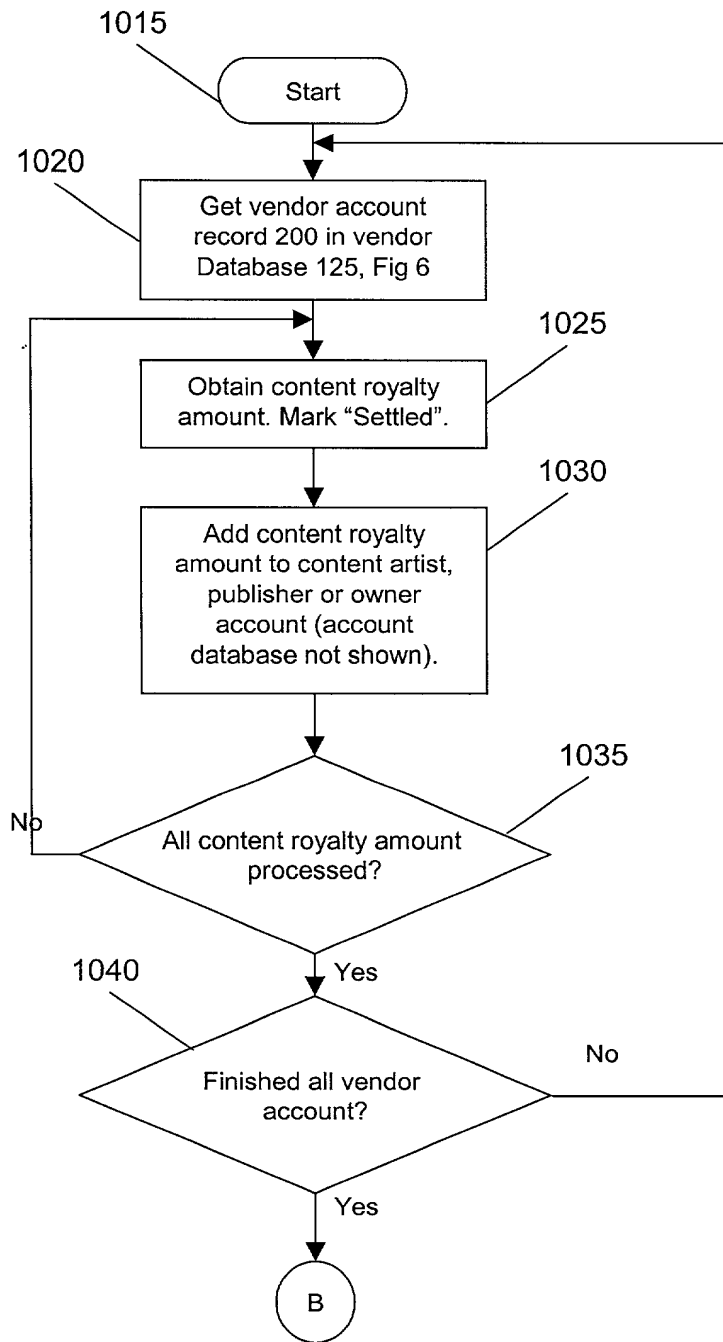 1015
Start
1020
Get vendor account
record 200 in vendor
Database 125, Fig 6
1025
Obtain content royalty
amount. Mark “Settled”.
1030
Add content royalty
amount to content artist,
publisher or owner
account (account
database not shown).
1035
No
All content royalty amount
processed?
Yes
1040
No
Finished all vendor
account?
Yes
B